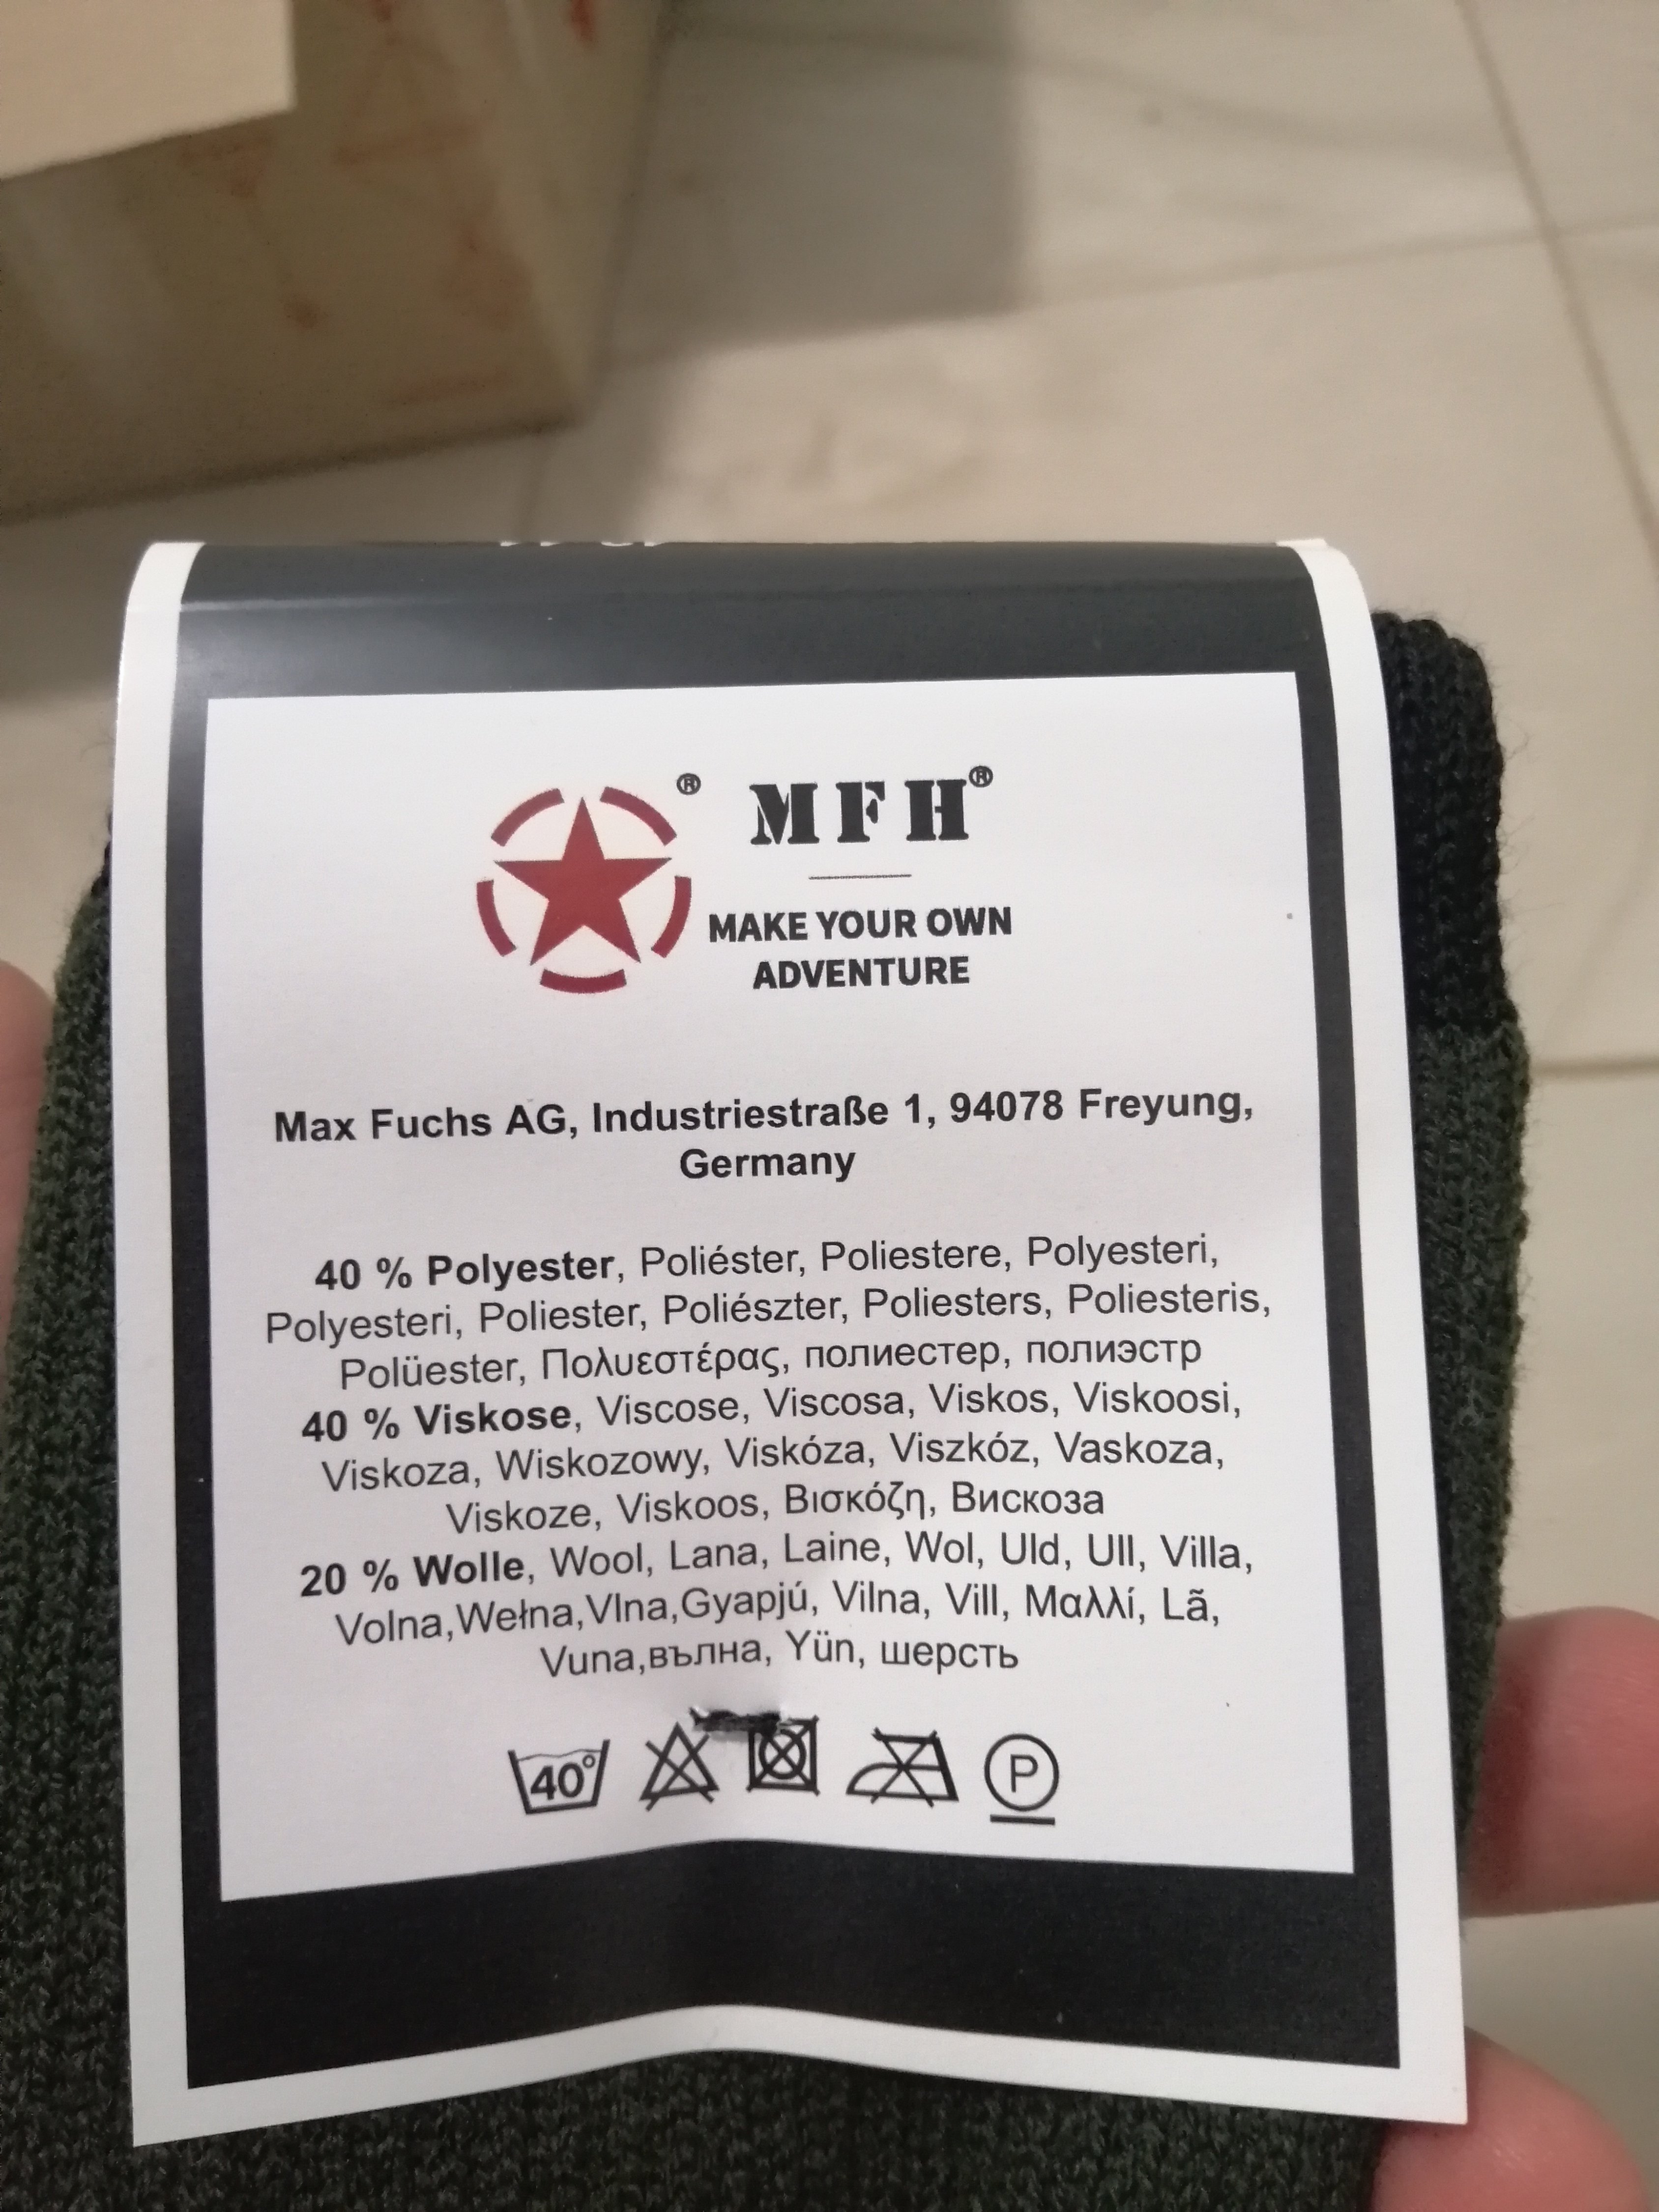 ® MFH®
MAKE YOUR OWN
ADVENTURE
Max Fuchs AG, Industriestraße 1, 94078 Freyung,
Germany
40 % Polyester, Poliéster, Poliestere, Polyesteri,
Polyesteri, Poliester, Poliészter, Poliesters, Poliesteris,
Polüester, Πολυεστέρας, полиестер, полиэстр
40 % Viskose, Viscose, Viscosa, Viskos, Viskoosi,
Viskoza, Wiskozowy, Viskóza, Viszkóz, Vaskoza,
Viskoze, Viskoos, Βισκόζη, Вискоза
20 % Wolle, Wool, Lana, Laine, Wol, Uld, Ull, Villa,
Volna,Wełna,Vlna,Gyapjú, Vilna, Vill, Μαλλί, Lã,
Vuna,вълна, Yün, шерсть
40° P